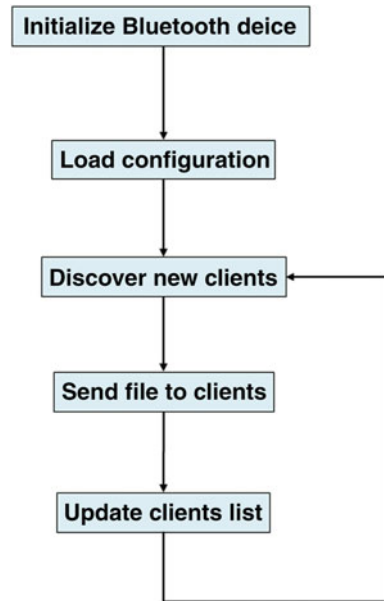 Initialize Bluetooth deice
Load configuration
Discover new clients
Send file to clients
Update clients list